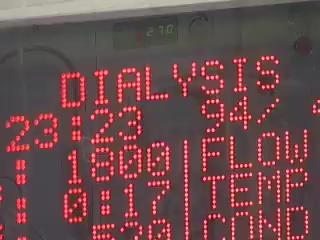 270
DIALYSIS
23:23 94/
: 1800 FLOW
0:17 TEMP
COND